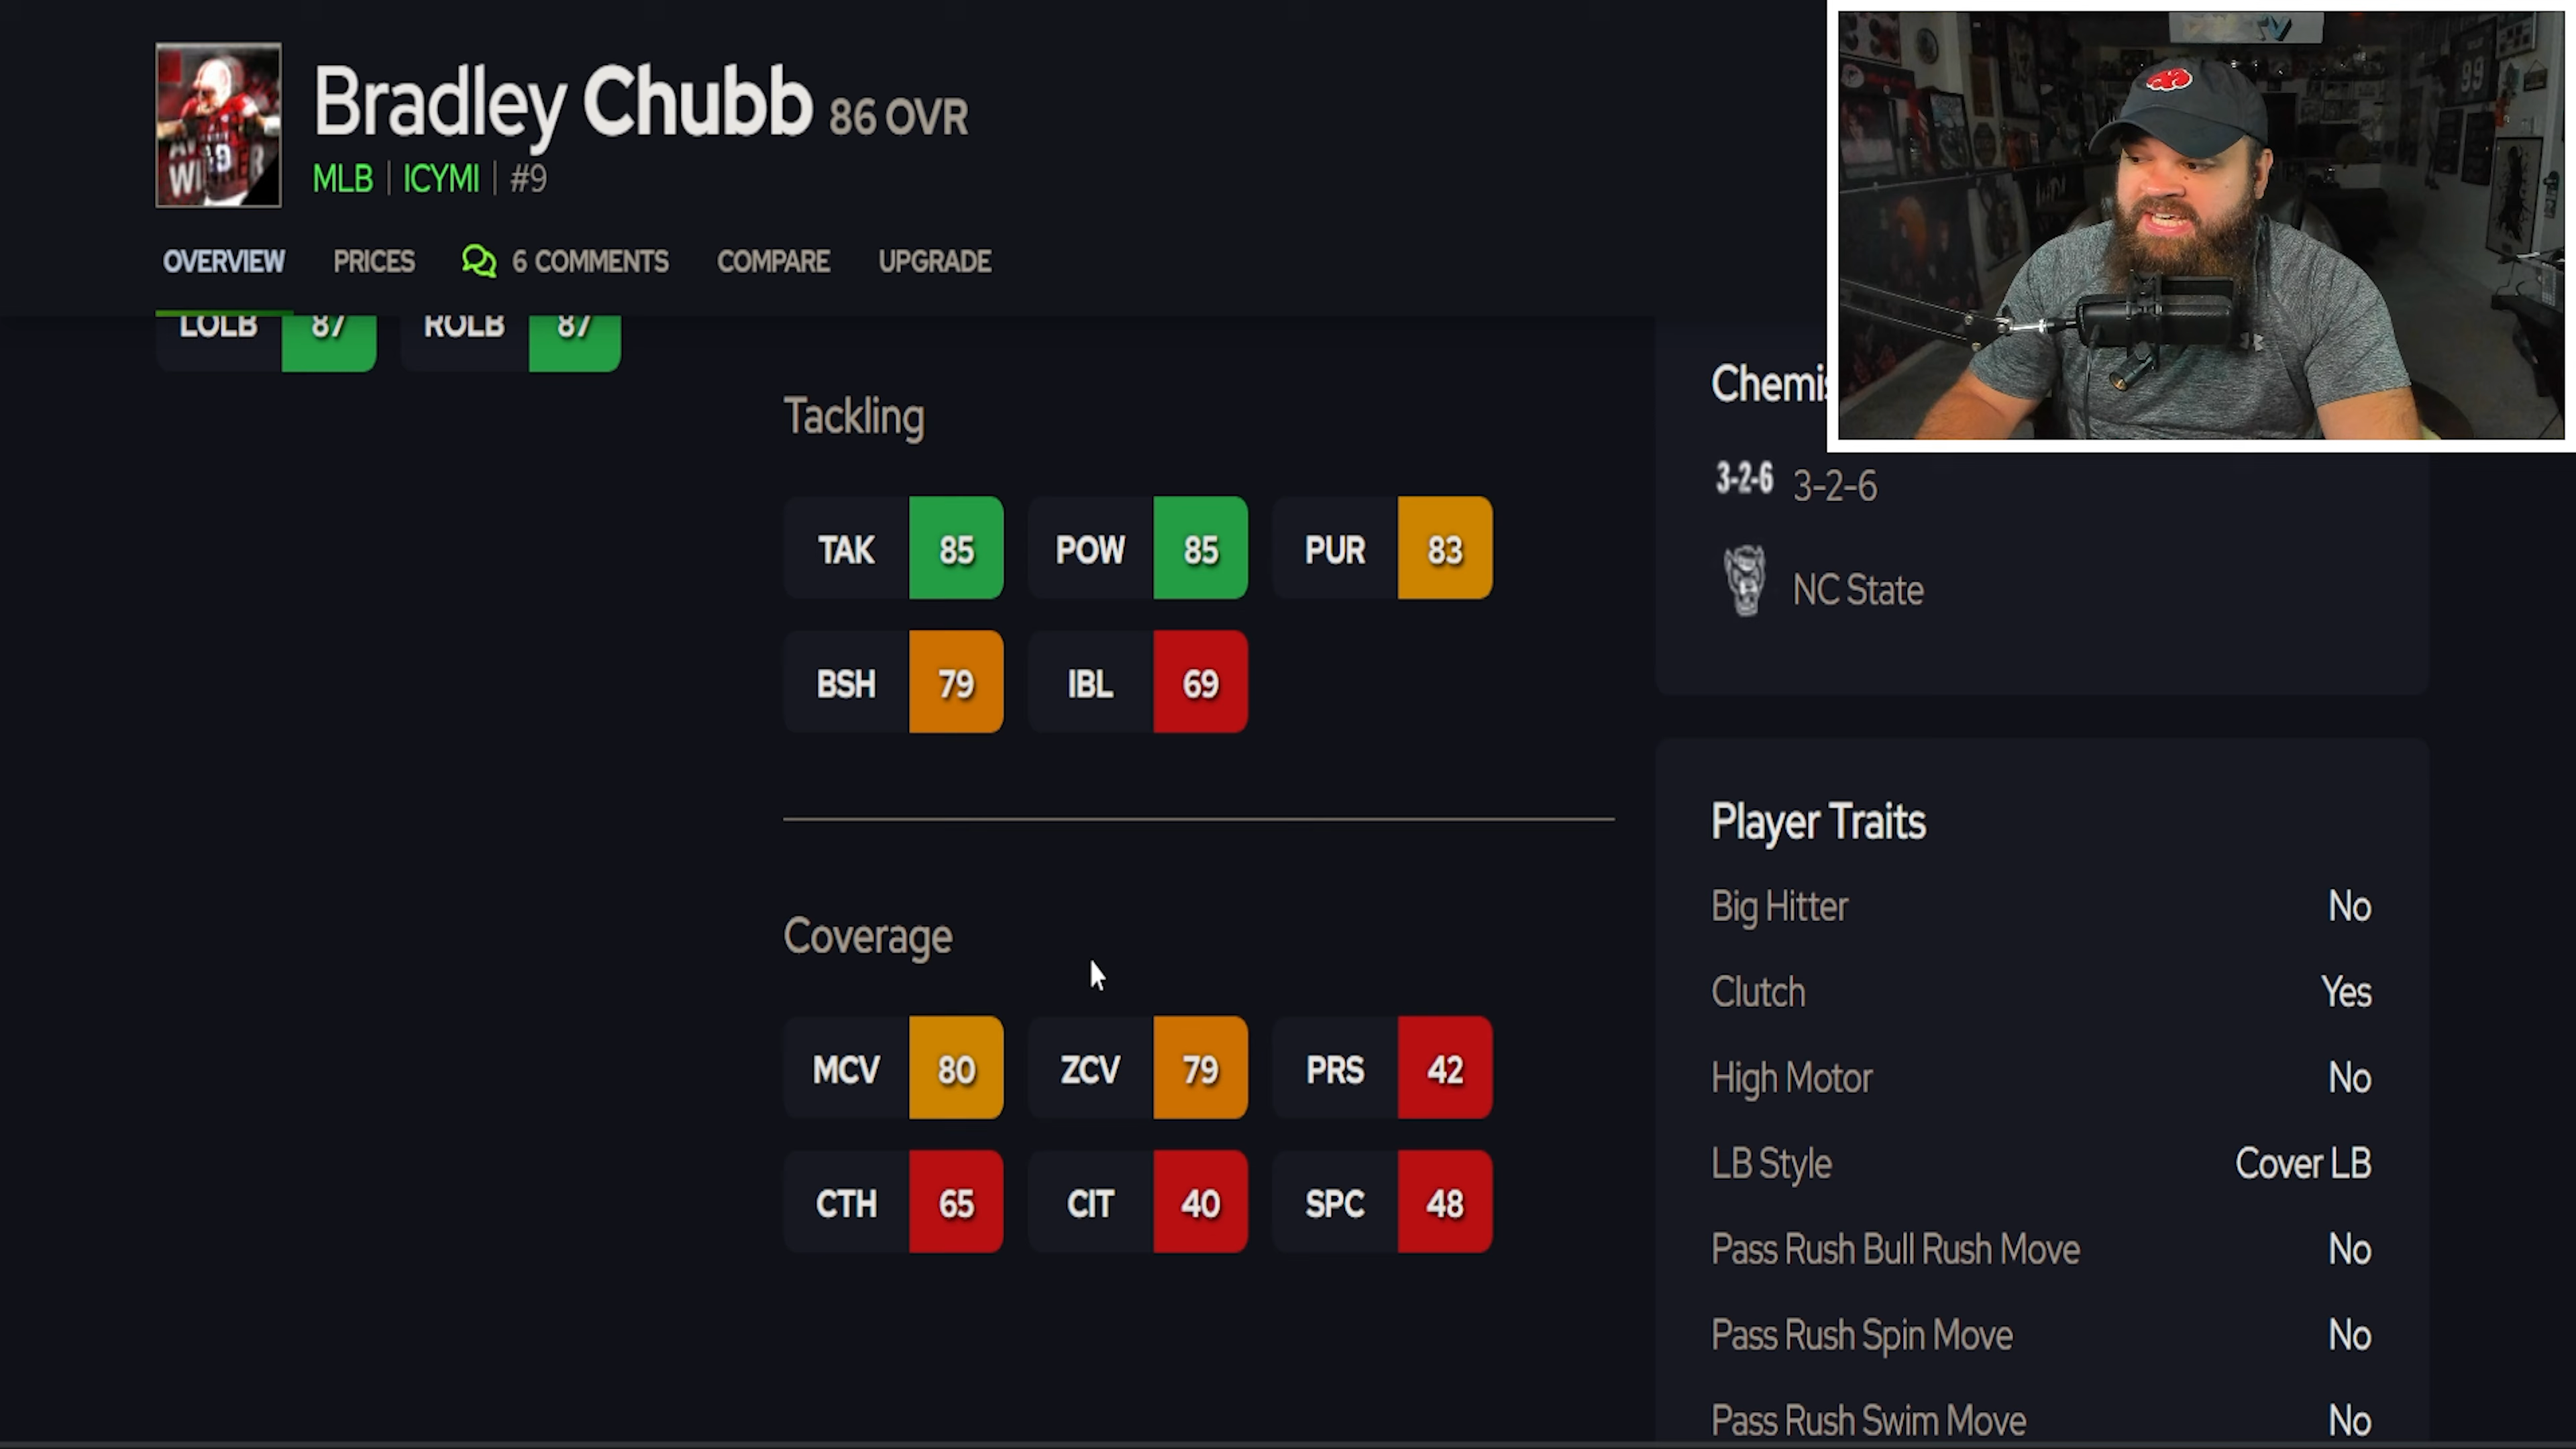 Bradley Chubb 86 OVR
MLB | ICYMI | #9
OVERVIEW PRICES 6 COMMENTS COMPARE UPGRADE
LOLB 87 ROLB 87
Tackling
TAK 85 POW 85 PUR 83
BSH 79 IBL 69
Coverage
MCV 80 ZCV 79 PRS 42
CTH 65 CIT 40 SPC 48
Chemis
3-2-6 3-2-6
NC State
Player Traits
Big Hitter No
Clutch Yes
High Motor No
LB Style Cover LB
Pass Rush Bull Rush Move No
Pass Rush Spin Move No
Pass Rush Swim Move No
99